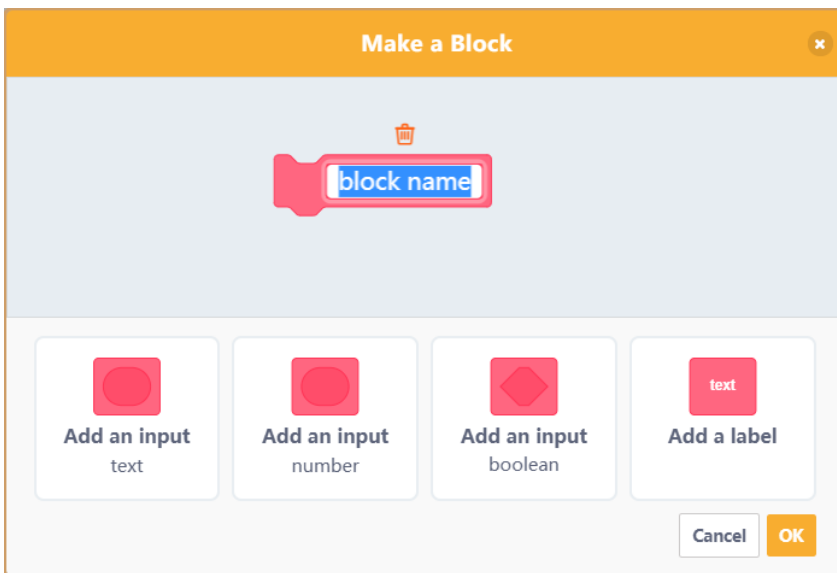 Make a Block
block name
Add an input
text
Add an input
number
Add an input
boolean
text
Add a label
Cancel
OK